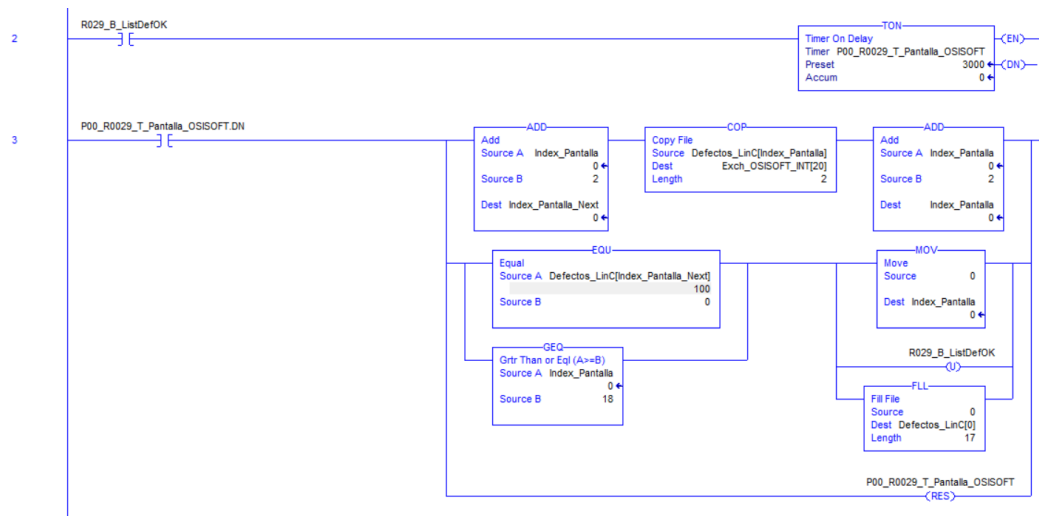 2
R029_B_ListDefOK
TON
Timer On Delay
Timer P00_R0029_T_Pantalla_OSISOFT
Preset 3000
Accum 0
(EN)
(DN)
3
P00_R0029_T_Pantalla_OSISOFT.DN
ADD
Add
Source A Index_Pantalla
0
Source B 2
Dest Index_Pantalla_Next
0
COP
Copy File
Source Defectos_LinC[Index_Pantalla]
Dest Exch_OSISOFT_INT[20]
Length 2
ADD
Add
Source A Index_Pantalla
0
Source B 2
Dest Index_Pantalla
0
EQU
Equal
Source A Defectos_LinC[Index_Pantalla_Next]
100
Source B 0
MOV
Move
Source 0
Dest Index_Pantalla
0
GEQ
Grtr Than or Eql (A>=B)
Source A Index_Pantalla
0
Source B 18
R029_B_ListDefOK
(U)
FLL
Fill File
Source 0
Dest Defectos_LinC[0]
Length 17
P00_R0029_T_Pantalla_OSISOFT
(RES)